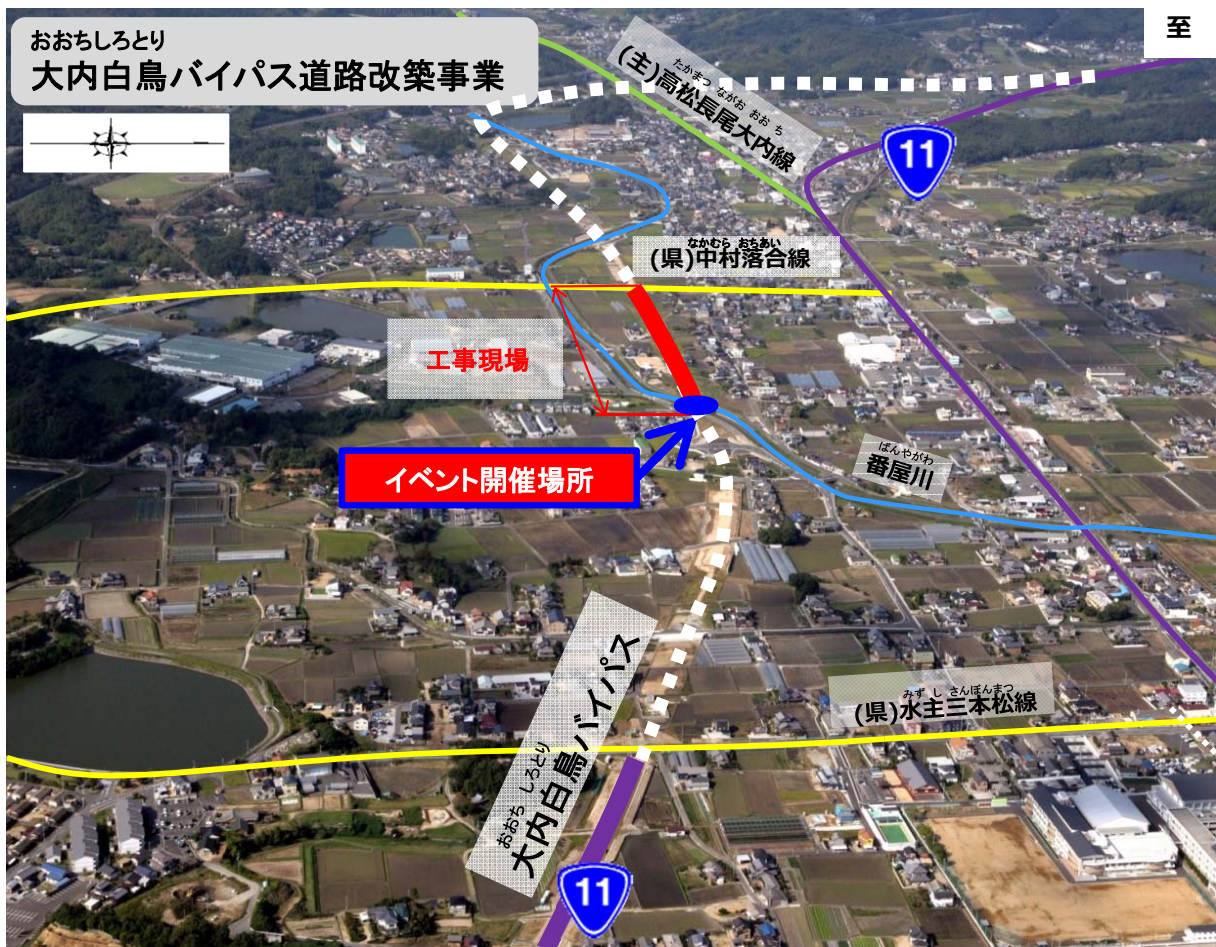 至
おおちしろとり
大内白鳥バイパス道路改築事業
たかまつ ながお おお ち
(主)高松長尾大内線
11
なかむら おちあい
(県)中村落合線
工事現場
イベント開催場所
ばんやがわ
番屋川
みず し さんぼんまつ
(県)水主三本松線
おおち しろとり
大内白鳥バイパス
11